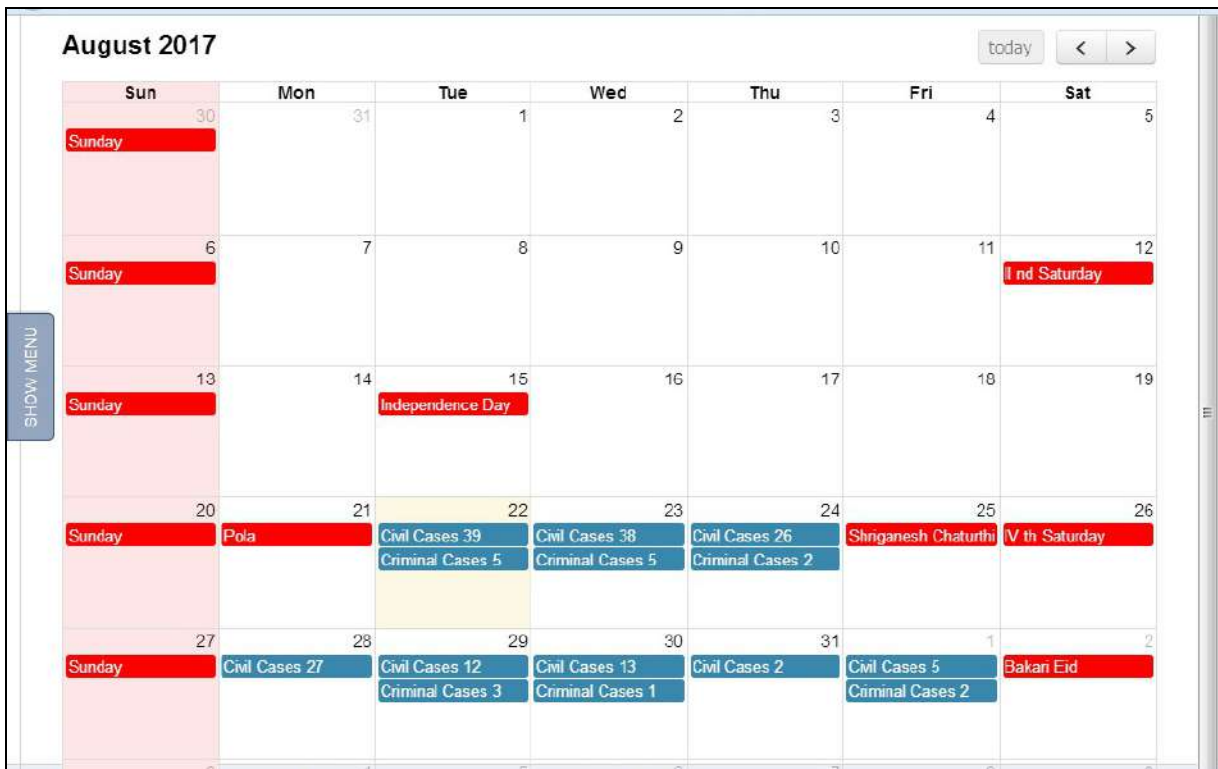 August 2017
today < >
Sun Mon Tue Wed Thu Fri Sat
30 31 1 2 3 4 5
Sunday
6 7 8 9 10 11 12
Sunday II nd Saturday
SHOW MENU
13 14 15 16 17 18 19
Sunday Independence Day
20 21 22 23 24 25 26
Sunday Pola Civil Cases 39 Civil Cases 38 Civil Cases 26 Shriganesh Chaturthi IV th Saturday
Criminal Cases 5 Criminal Cases 5 Criminal Cases 2
27 28 29 30 31 1 2
Sunday Civil Cases 27 Civil Cases 12 Civil Cases 13 Civil Cases 2 Civil Cases 5 Bakari Eid
Criminal Cases 3 Criminal Cases 1 Criminal Cases 2